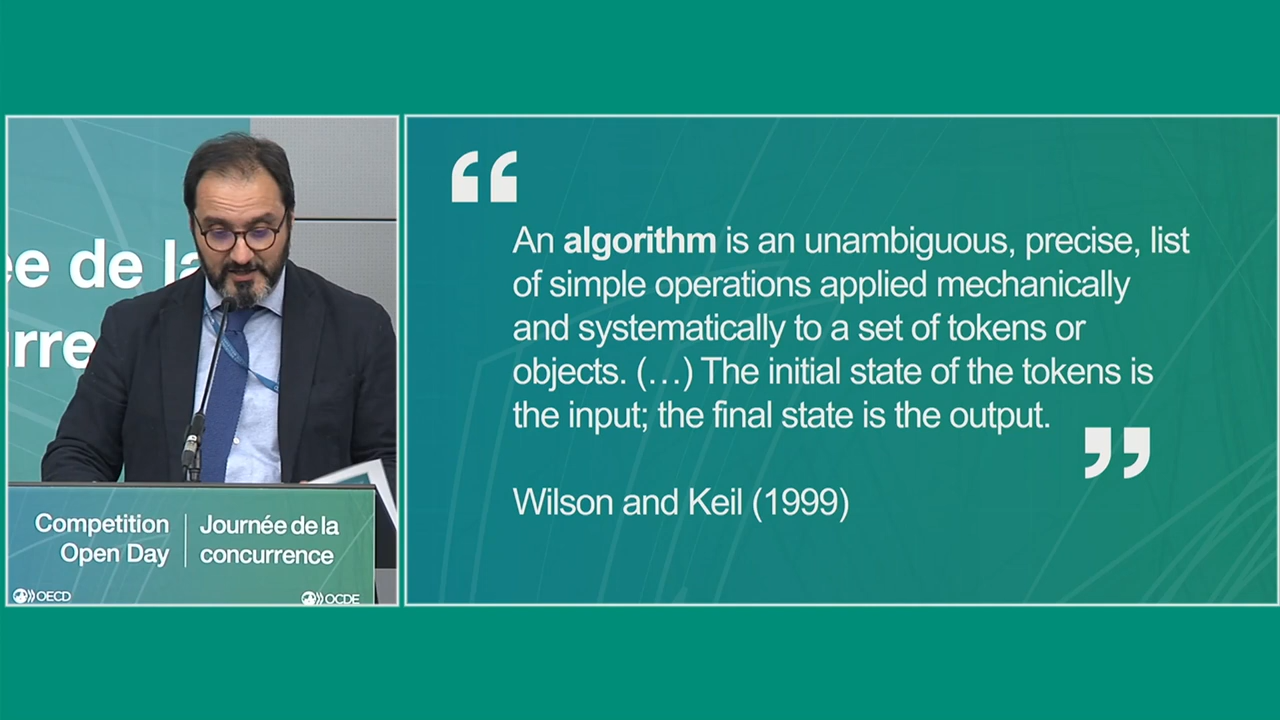 ée de la
urre
Competition
Open Day
Journée de la
concurrence
OECD
OCDE
“
An algorithm is an unambiguous, precise, list
of simple operations applied mechanically
and systematically to a set of tokens or
objects. (…) The initial state of the tokens is
the input; the final state is the output.
”
Wilson and Keil (1999)